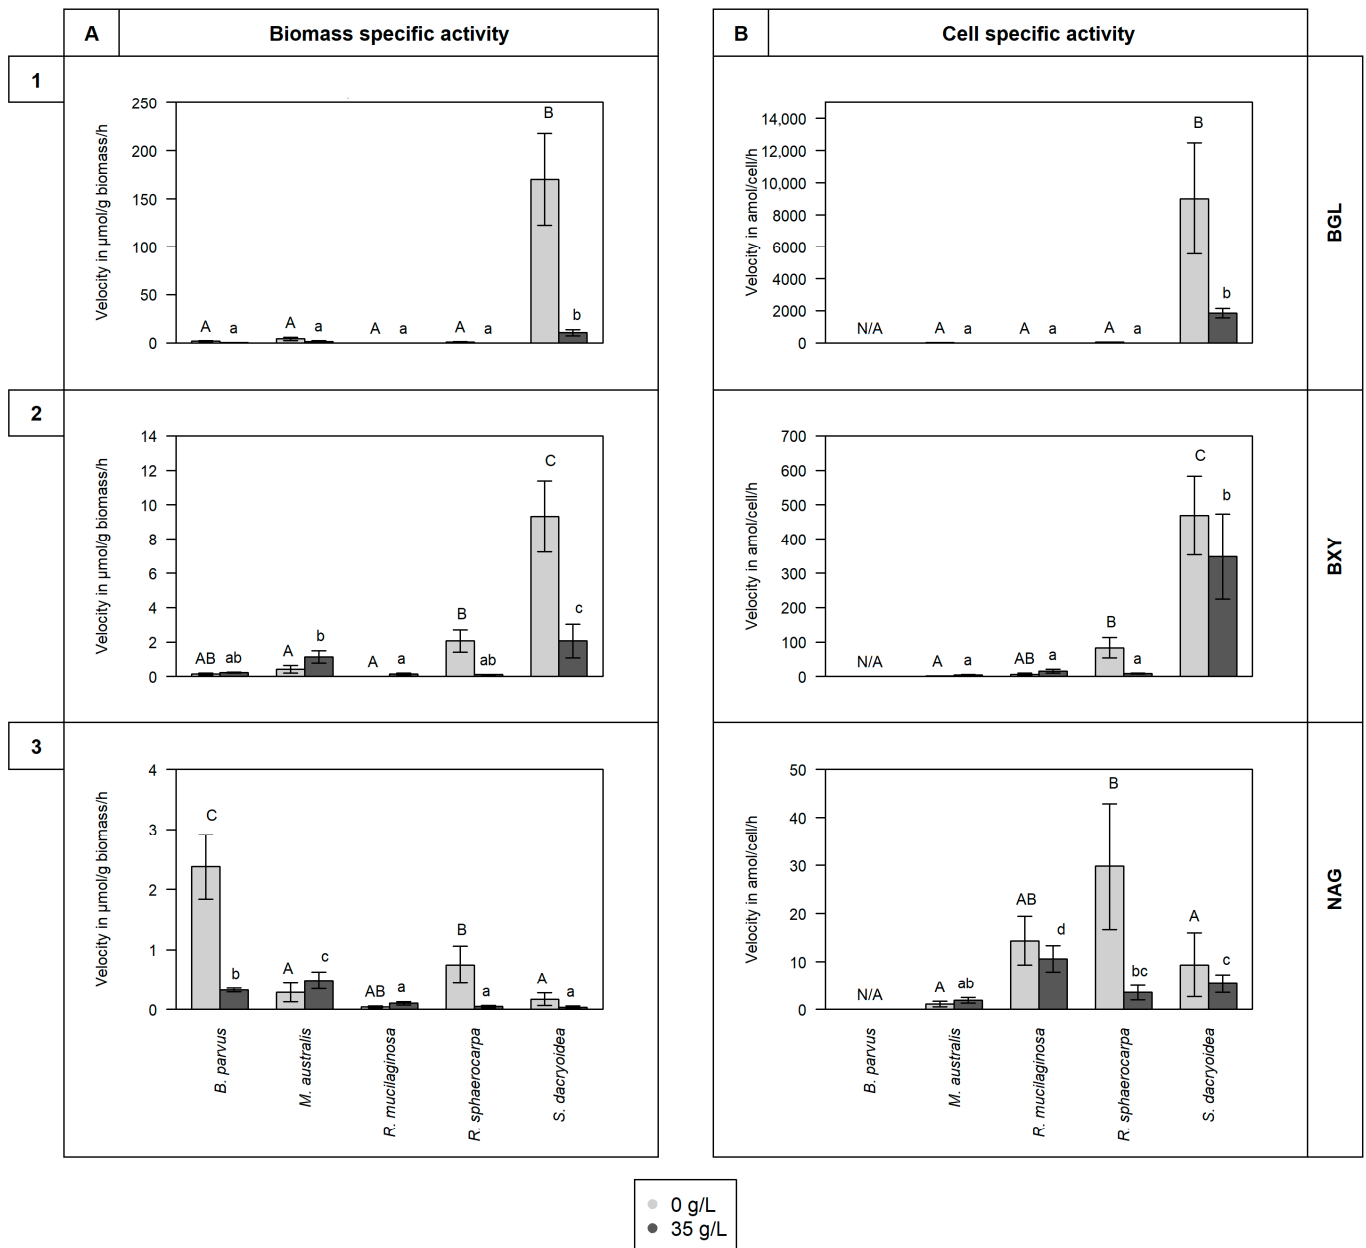 A Biomass specific activity
B Cell specific activity
1
Velocity in µmol/g biomass/h
250
200
150
100
50
0
A a A a A a A a B b
Velocity in amol/cell/h
14,000
12,000
10,000
8000
6000
4000
2000
0
N/A A a A a A a B b
BGL
2
Velocity in µmol/g biomass/h
14
12
10
8
6
4
2
0
AB ab A b A a B ab C c
Velocity in amol/cell/h
700
600
500
400
300
200
100
0
N/A A a AB a B a C b
BXY
3
Velocity in µmol/g biomass/h
4
3
2
1
0
C b A c AB a B a A a
B. parvus
M. australis
R. mucilaginosa
R. sphaerocarpa
S. dacryoidea
Velocity in amol/cell/h
50
40
30
20
10
0
N/A A ab AB d B bc A c
B. parvus
M. australis
R. mucilaginosa
R. sphaerocarpa
S. dacryoidea
NAG
0 g/L
35 g/L